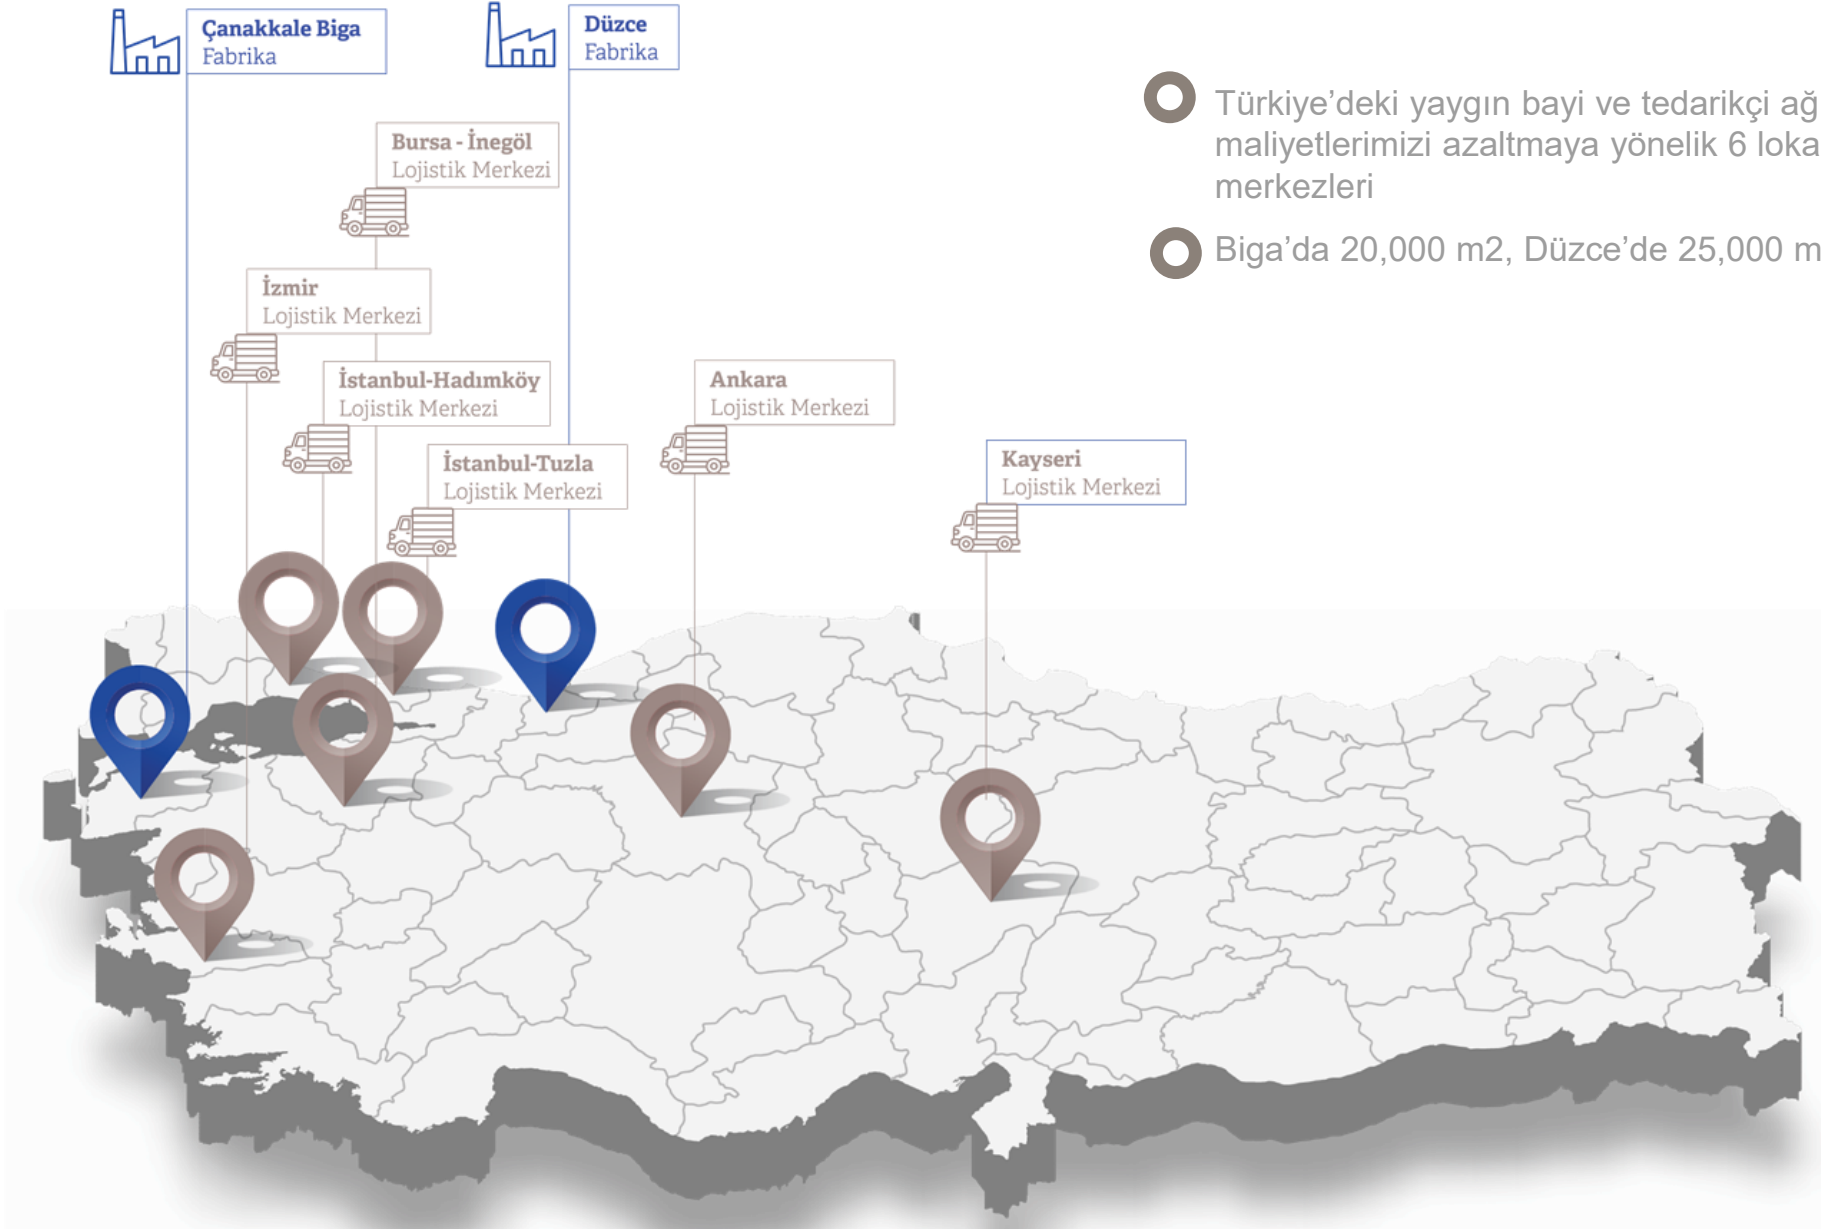 Çanakkale Biga
Fabrika
Düzce
Fabrika
Bursa - İnegöl
Lojistik Merkezi
İzmir
Lojistik Merkezi
İstanbul-Hadımköy
Lojistik Merkezi
İstanbul-Tuzla
Lojistik Merkezi
Ankara
Lojistik Merkezi
Kayseri
Lojistik Merkezi
Türkiye’deki yaygın bayi ve tedarikçi
maliyetlerimizi azaltmaya yönelik 6
merkezleri
Biga’da 20,000 m2, Düzce’de 25,000